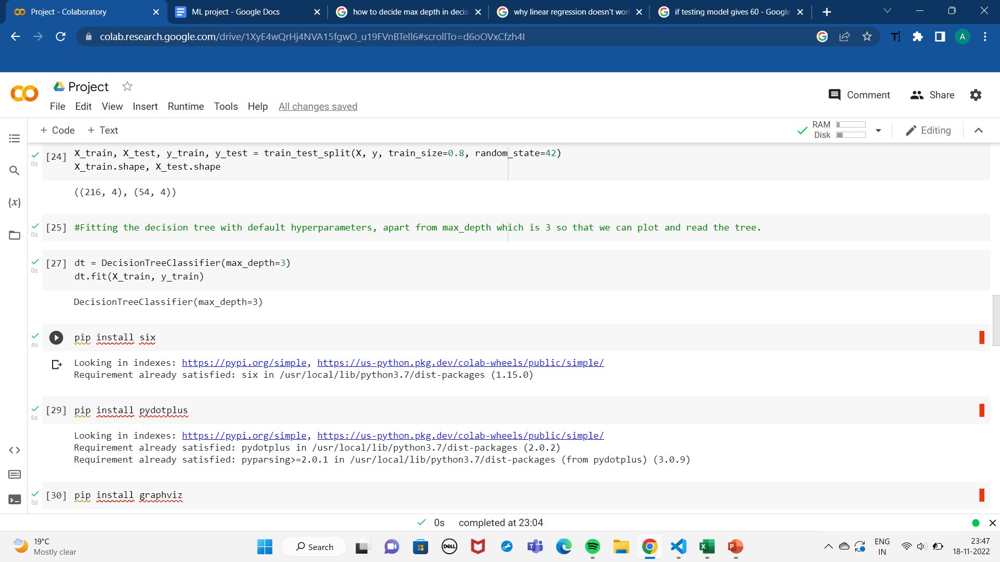 Project - Colaboratory
ML project - Google Docs
how to decide max depth in decis
why linear regression doesn't wor
if testing model gives 60 - Google
colab.research.google.com/drive/1XyE4wQrHj4NVA15fgwO_u19FVnBTell6#scrollTo=d6oOVxCfzh4I
A
Project
Comment
Share
File Edit View Insert Runtime Tools Help All changes saved
+ Code + Text
RAM
Disk
Editing
[24] X_train, X_test, y_train, y_test = train_test_split(X, y, train_size=0.8, random_state=42)
0s
X_train.shape, X_test.shape
((216, 4), (54, 4))
[25] #Fitting the decision tree with default hyperparameters, apart from max_depth which is 3 so that we can plot and read the tree.
0s
[27] dt = DecisionTreeClassifier(max_depth=3)
0s
dt.fit(X_train, y_train)
DecisionTreeClassifier(max_depth=3)
pip install six
4s
Looking in indexes: https://pypi.org/simple, https://us-python.pkg.dev/colab-wheels/public/simple/
Requirement already satisfied: six in /usr/local/lib/python3.7/dist-packages (1.15.0)
[29] pip install pydotplus
6s
Looking in indexes: https://pypi.org/simple, https://us-python.pkg.dev/colab-wheels/public/simple/
Requirement already satisfied: pydotplus in /usr/local/lib/python3.7/dist-packages (2.0.2)
Requirement already satisfied: pyparsing>=2.0.1 in /usr/local/lib/python3.7/dist-packages (from pydotplus) (3.0.9)
[30] pip install graphviz
5s
0s completed at 23:04
19°C
Mostly clear
Search
DELL
ENG
IN
23:47
18-11-2022